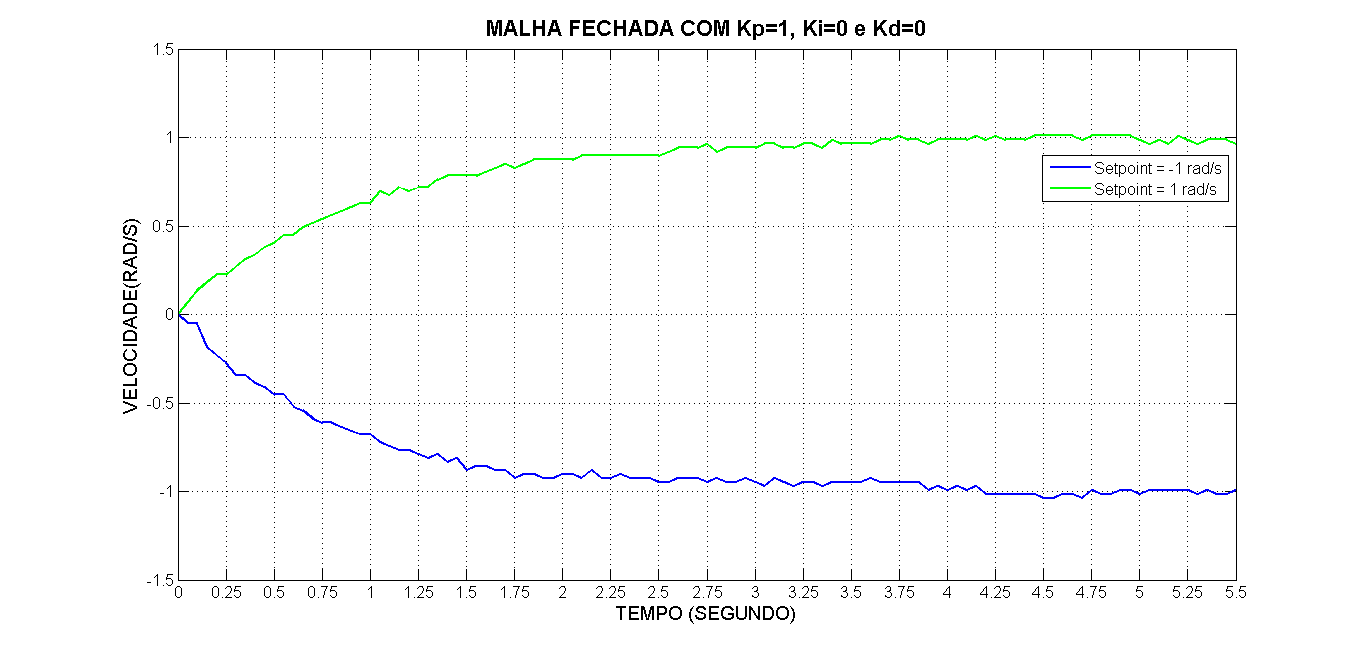 MALHA FECHADA COM Kp=1, Ki=0 e Kd=0
1.5
1
0.5
0
-0.5
-1
-1.5
VELOCIDADE(RAD/S)
Setpoint = -1 rad/s
Setpoint = 1 rad/s
0 0.25 0.5 0.75 1 1.25 1.5 1.75 2 2.25 2.5 2.75 3 3.25 3.5 3.75 4 4.25 4.5 4.75 5 5.25 5.5
TEMPO (SEGUNDO)